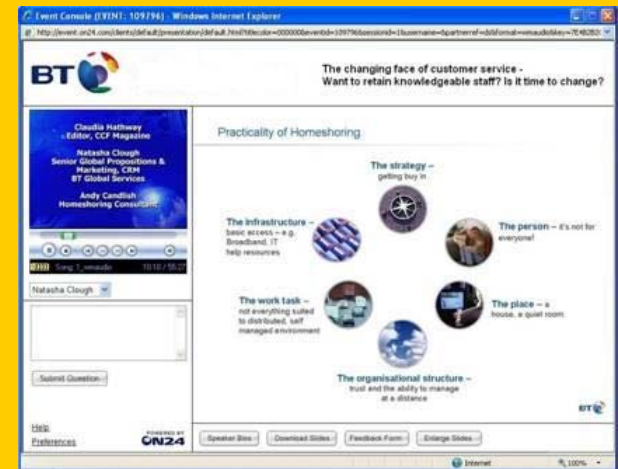 Event Console (EVENT: 109796) - Windows Internet Explorer
BT
The changing face of customer service -
Want to retain knowledgeable staff? Is it time to change?
Claudia Hathway
Editor, CCF Magazine
Natasha Clough
Senior Global Propositions &
Marketing, CRM
BT Global Services
Andy Candlish
Homeshoring Consultant
Natasha Clough
Submit Question
Help
Preferences
POWERED BY
ON24
Practicality of Homeshoring
The strategy –
getting buy in
The person – it's not for
everyone!
The place – a
house, a quiet room
The organisational structure –
trust and the ability to manage
at a distance
The work task –
not everything suited
to distributed, self
managed environment
The infrastructure –
basic access – e.g.
Broadband, IT
help resources
BT
Speaker Bios
Download Slides
Feedback Form
Enlarge Slides
Internet
100%